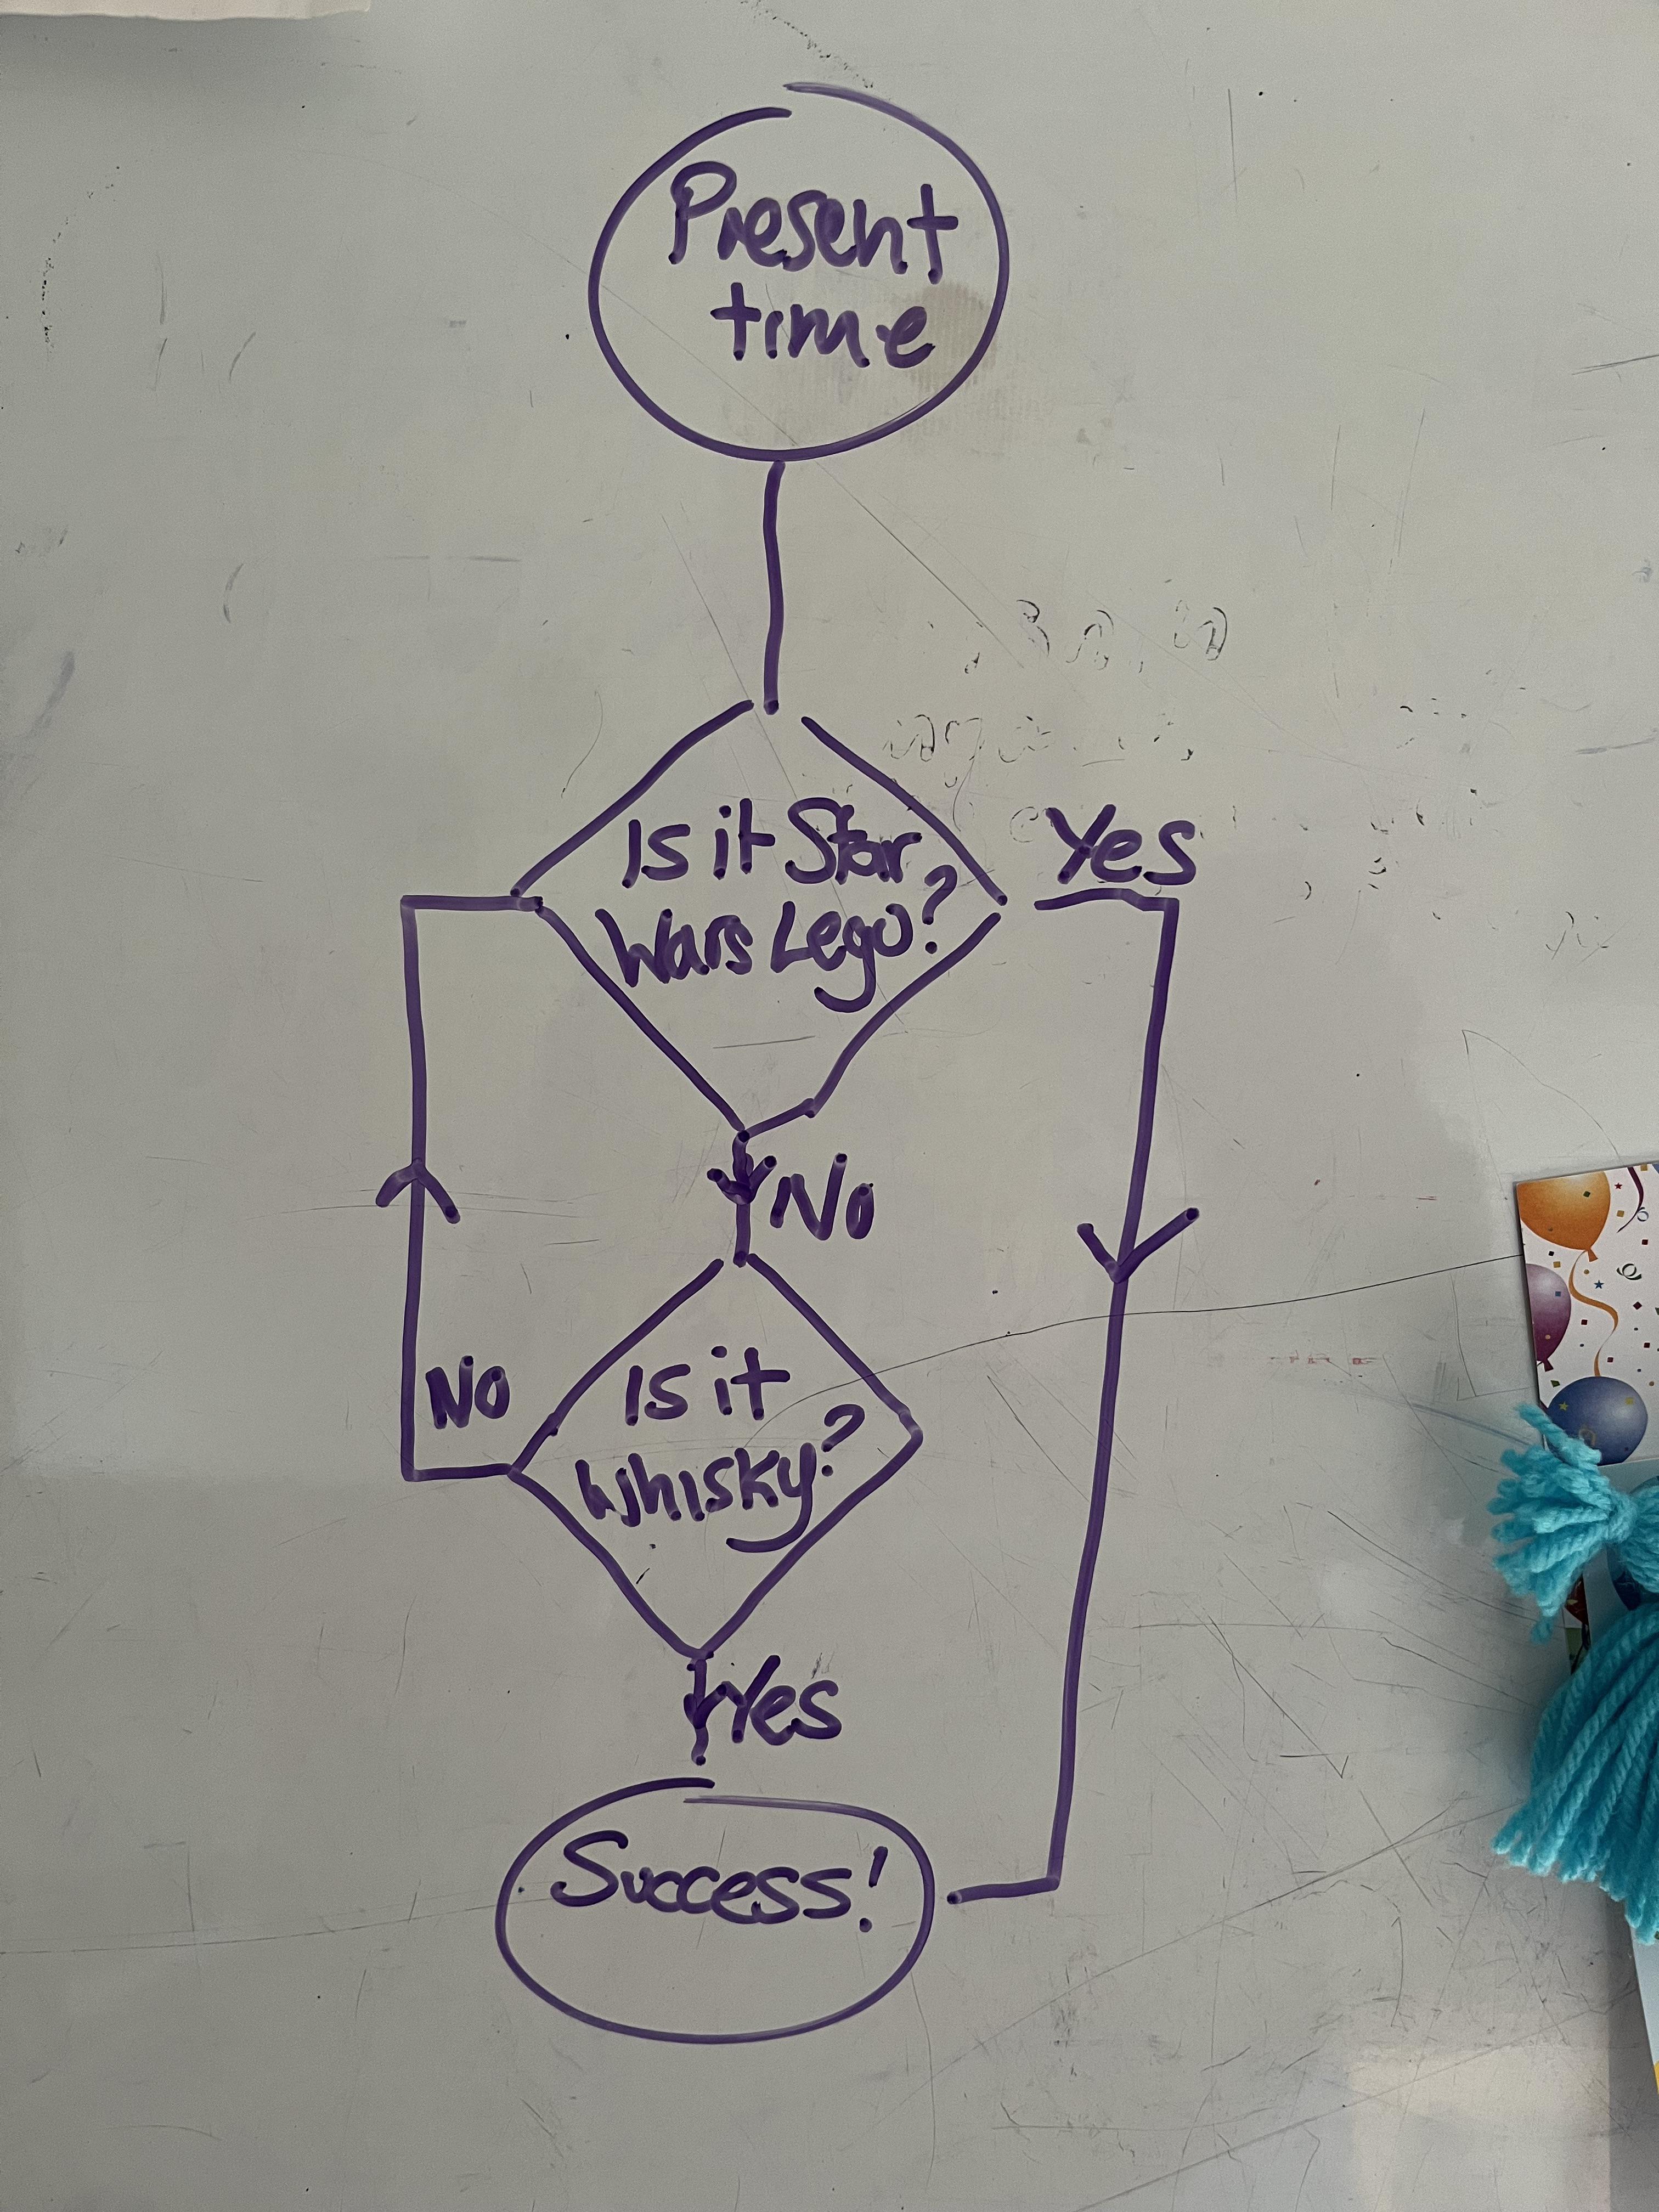 Present
time
Is it Star
Wars Lego?
Yes
No
Is it
Whisky?
No
Yes
Success!